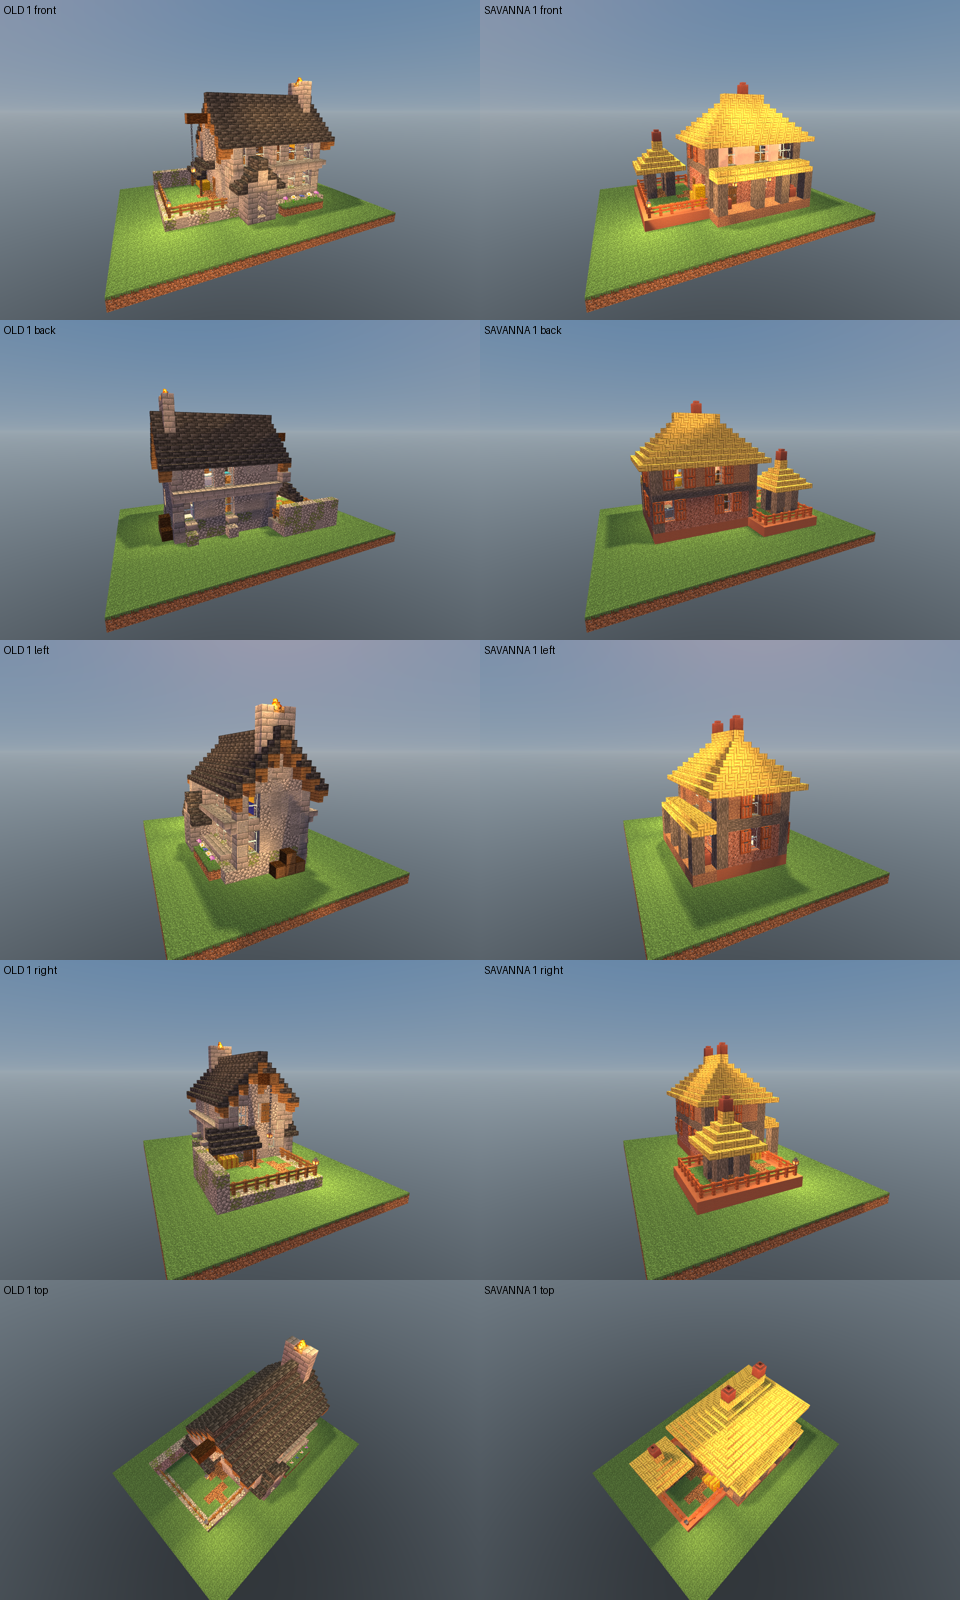 OLD 1 front
SAVANNA 1 front
OLD 1 back
SAVANNA 1 back
OLD 1 left
SAVANNA 1 left
OLD 1 right
SAVANNA 1 right
OLD 1 top
SAVANNA 1 top